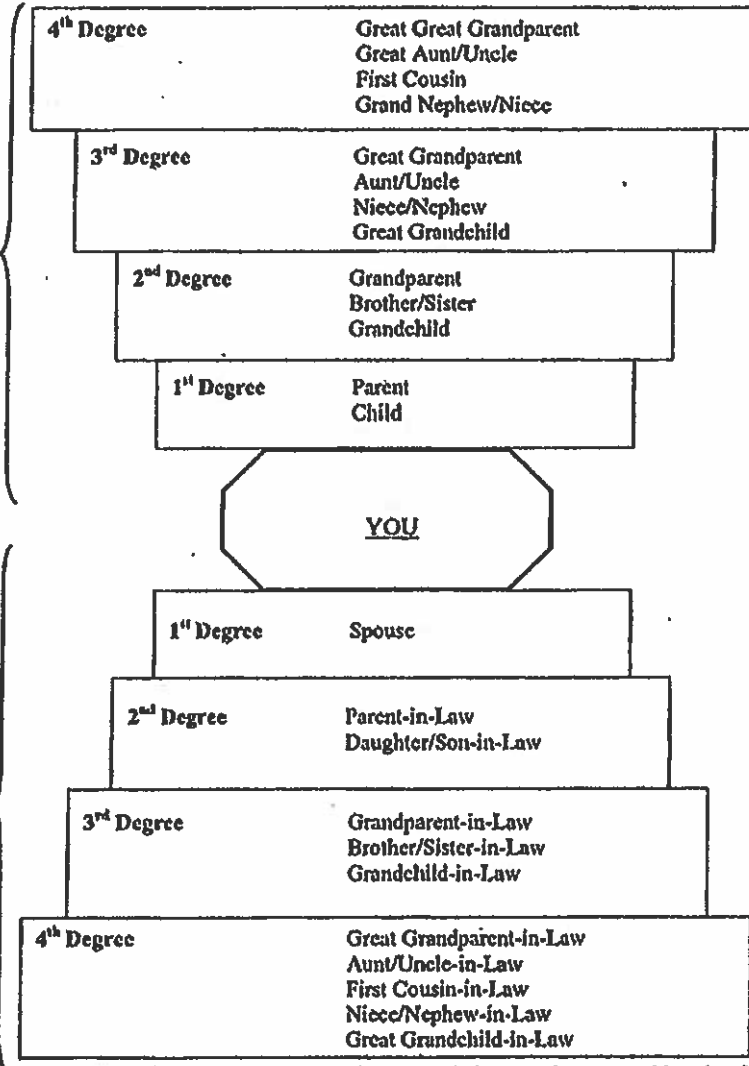 4th Degree Great Great Grandparent
Great Aunt/Uncle
First Cousin
Grand Nephew/Niece
3rd Degree Great Grandparent
Aunt/Uncle
Niece/Nephew
Great Grandchild
2nd Degree Grandparent
Brother/Sister
Grandchild
1st Degree Parent
Child
YOU
1st Degree Spouse
2nd Degree Parent-in-Law
Daughter/Son-in-Law
3rd Degree Grandparent-in-Law
Brother/Sister-in-Law
Grandchild-in-Law
4th Degree Great Grandparent-in-Law
Aunt/Uncle-in-Law
First Cousin-in-Law
Niece/Nephew-in-Law
Great Grandchild-in-Law